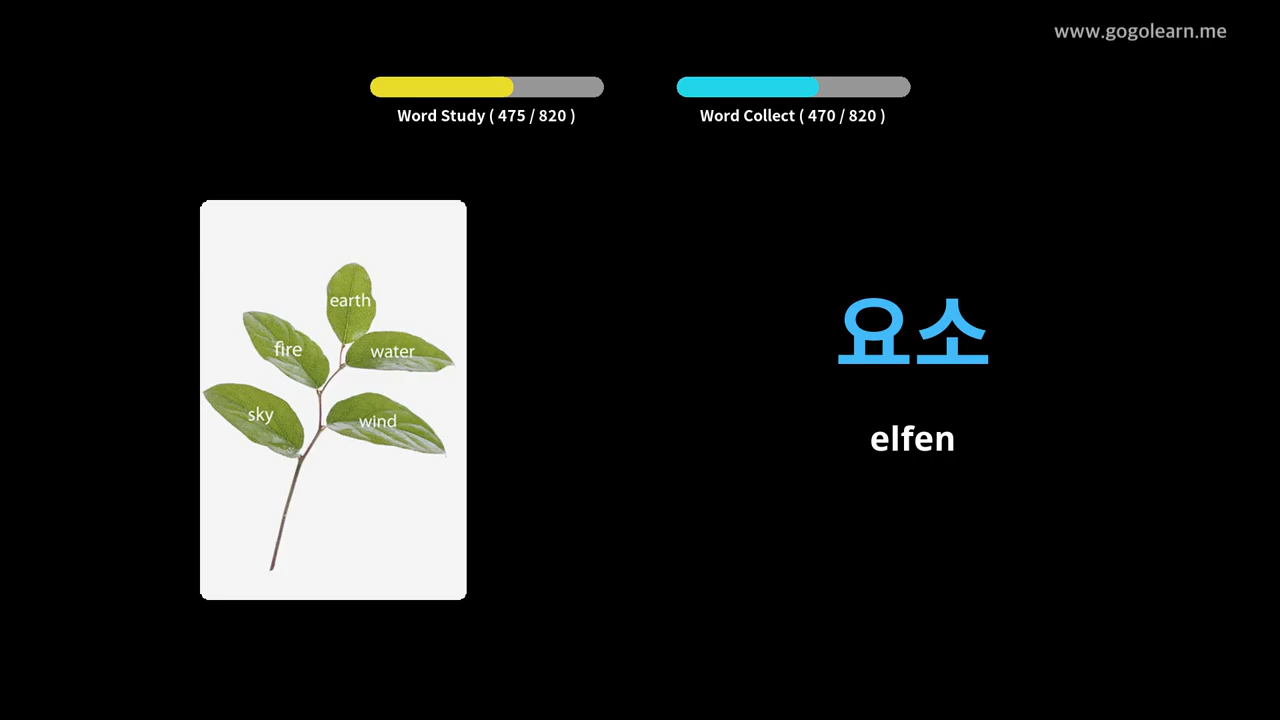 www.gogolearn.me
Word Study ( 475 / 820 )
Word Collect ( 470 / 820 )
earth
fire
water
sky
wind
요소
elfen